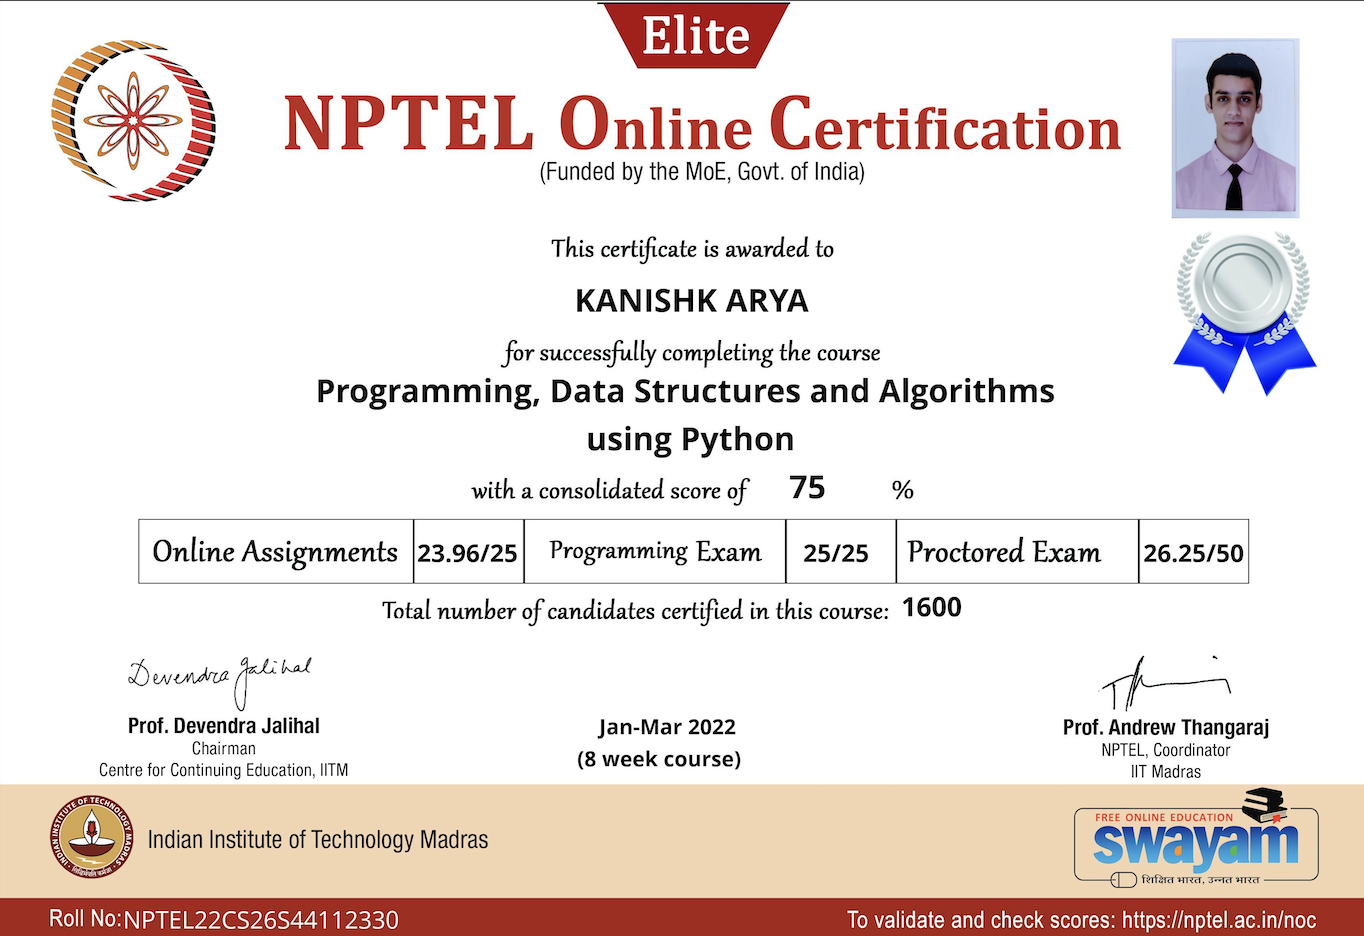 Elite
NPTEL Online Certification
(Funded by the MoE, Govt. of India)
This certificate is awarded to
KANISHK ARYA
for successfully completing the course
Programming, Data Structures and Algorithms
using Python
with a consolidated score of 75 %
Online Assignments 23.96/25 Programming Exam 25/25 Proctored Exam 26.25/50
Total number of candidates certified in this course: 1600
Devendra Jalihal
Prof. Devendra Jalihal
Chairman
Centre for Continuing Education, IITM
Jan-Mar 2022
(8 week course)
Prof. Andrew Thangaraj
NPTEL, Coordinator
IIT Madras
INDIAN INSTITUTE OF TECHNOLOGY MADRAS
सिद्धिर्भवति कर्मजा
Indian Institute of Technology Madras
FREE ONLINE EDUCATION
swayam
शिक्षित भारत, उन्नत भारत
Roll No:NPTEL22CS26S44112330
To validate and check scores: https://nptel.ac.in/noc